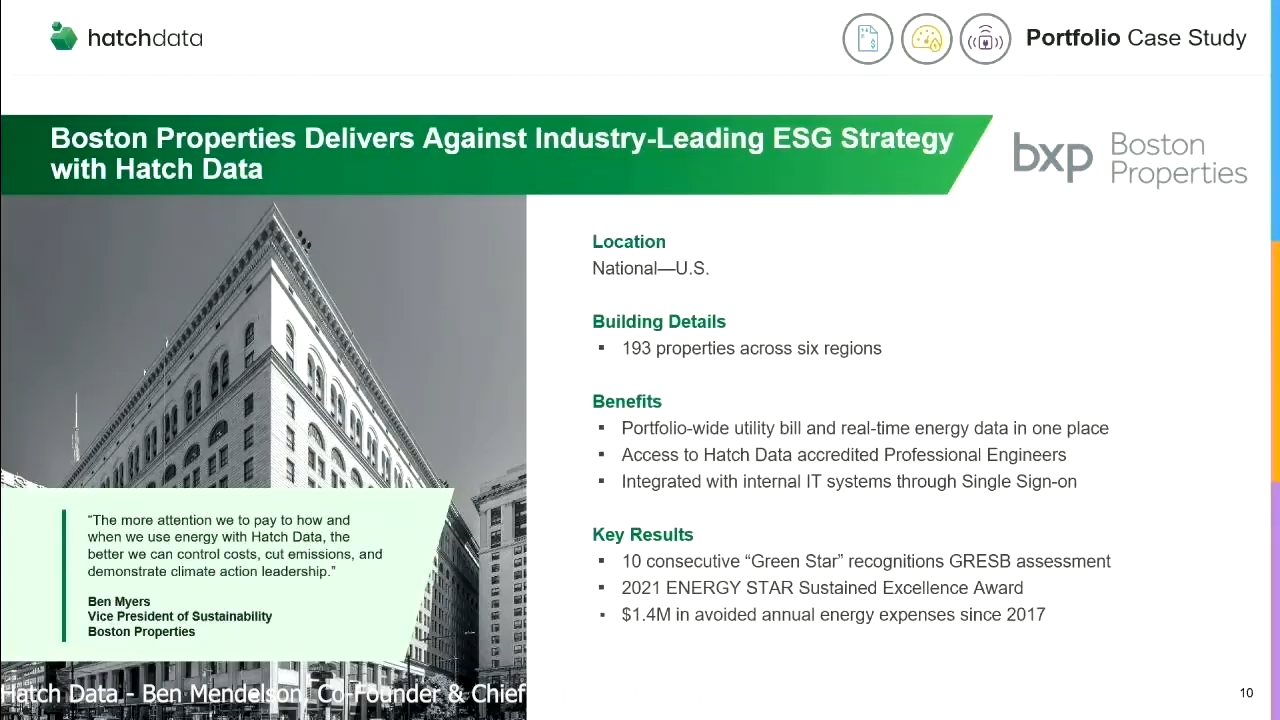 hatchdata
Portfolio Case Study
Boston Properties Delivers Against Industry-Leading ESG Strategy
with Hatch Data
bxp Boston
Properties
Location
National—U.S.
Building Details
▪ 193 properties across six regions
Benefits
▪ Portfolio-wide utility bill and real-time energy data in one place
▪ Access to Hatch Data accredited Professional Engineers
▪ Integrated with internal IT systems through Single Sign-on
Key Results
▪ 10 consecutive “Green Star” recognitions GRESB assessment
▪ 2021 ENERGY STAR Sustained Excellence Award
▪ $1.4M in avoided annual energy expenses since 2017
“The more attention we to pay to how and
when we use energy with Hatch Data, the
better we can control costs, cut emissions, and
demonstrate climate action leadership.”
Ben Myers
Vice President of Sustainability
Boston Properties
Hatch Data - Ben Mendelson, Co-Founder & Chief
10